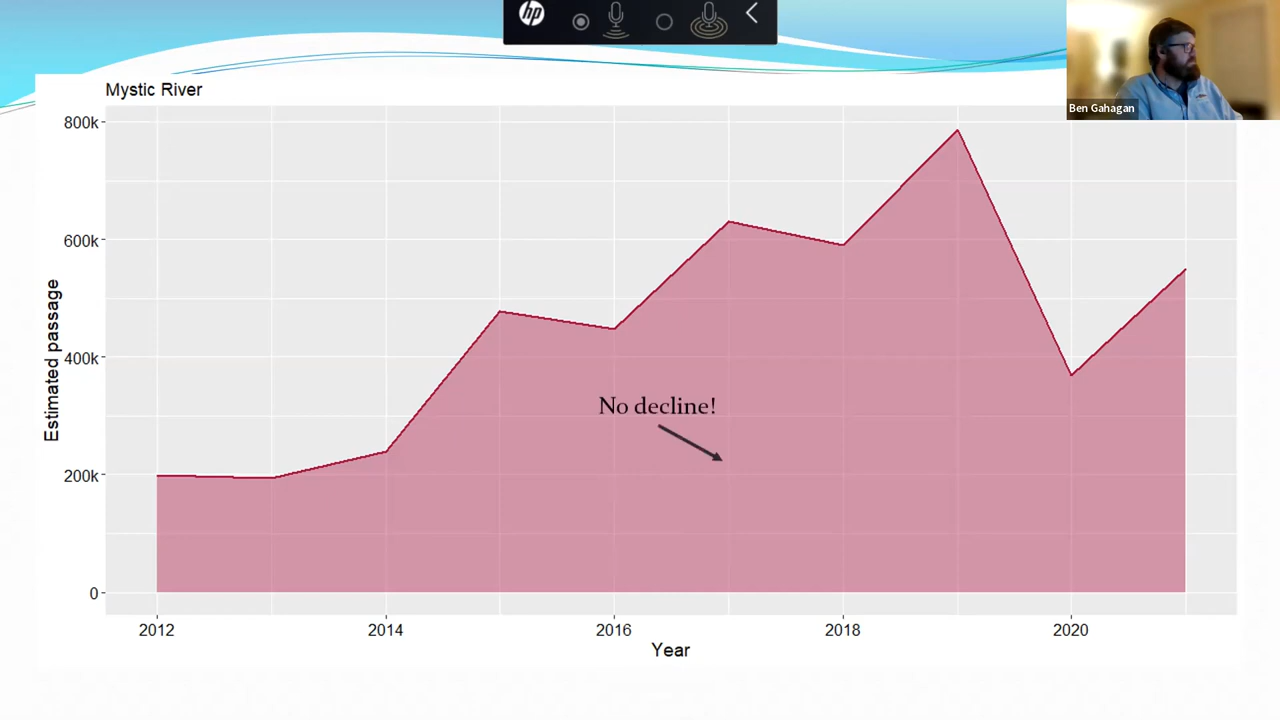 hp
Ben Gahagan
Mystic River
800k
600k
400k
200k
0
Estimated passage
No decline!
2012
2014
2016
2018
2020
Year